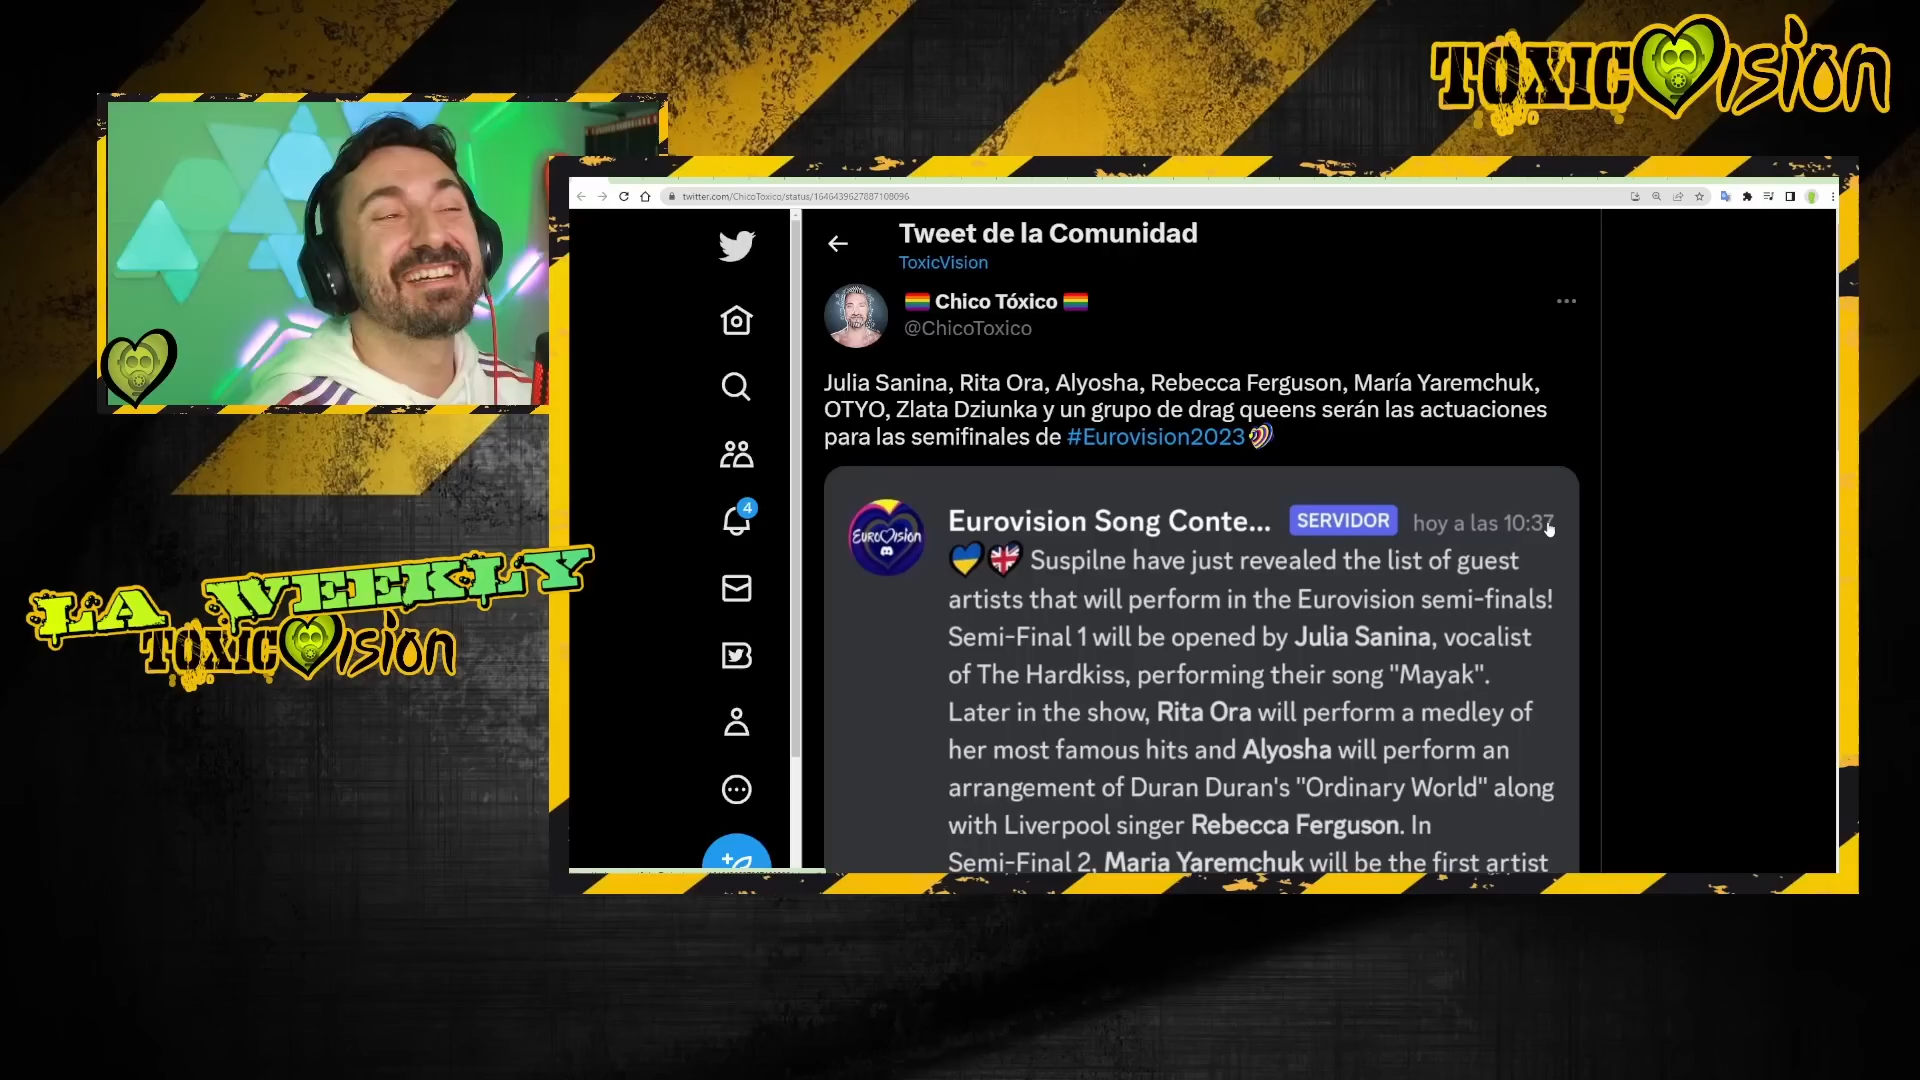 TOXICVISION
twitter.com/ChicoToxico/status/1646439627887108096
Tweet de la Comunidad
ToxicVision
Chico Tóxico
@ChicoToxico
Julia Sanina, Rita Ora, Alyosha, Rebecca Ferguson, María Yaremchuk,
OTYO, Zlata Dziunka y un grupo de drag queens serán las actuaciones
para las semifinales de #Eurovision2023
4
EUROVISION
Eurovision Song Conte... SERVIDOR hoy a las 10:37
Suspilne have just revealed the list of guest
artists that will perform in the Eurovision semi-finals!
Semi-Final 1 will be opened by Julia Sanina, vocalist
of The Hardkiss, performing their song "Mayak".
Later in the show, Rita Ora will perform a medley of
her most famous hits and Alyosha will perform an
arrangement of Duran Duran's "Ordinary World" along
with Liverpool singer Rebecca Ferguson. In
Semi-Final 2, Maria Yaremchuk will be the first artist
LA WEEKLY
TOXICVISION